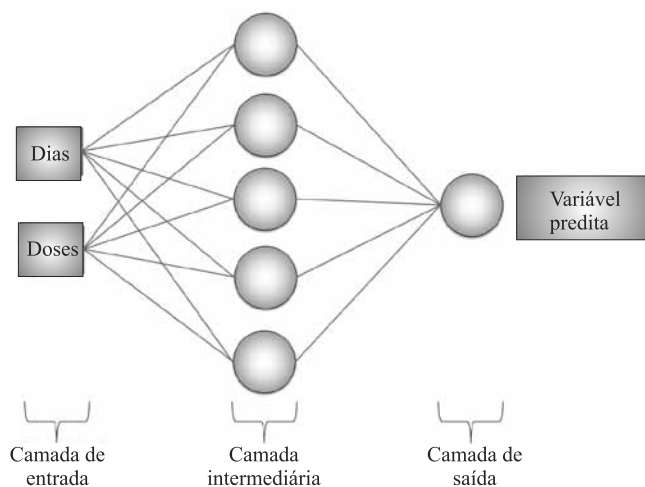 Dias
Doses
Variável
predita
Camada de
entrada
Camada
intermediária
Camada de
saída